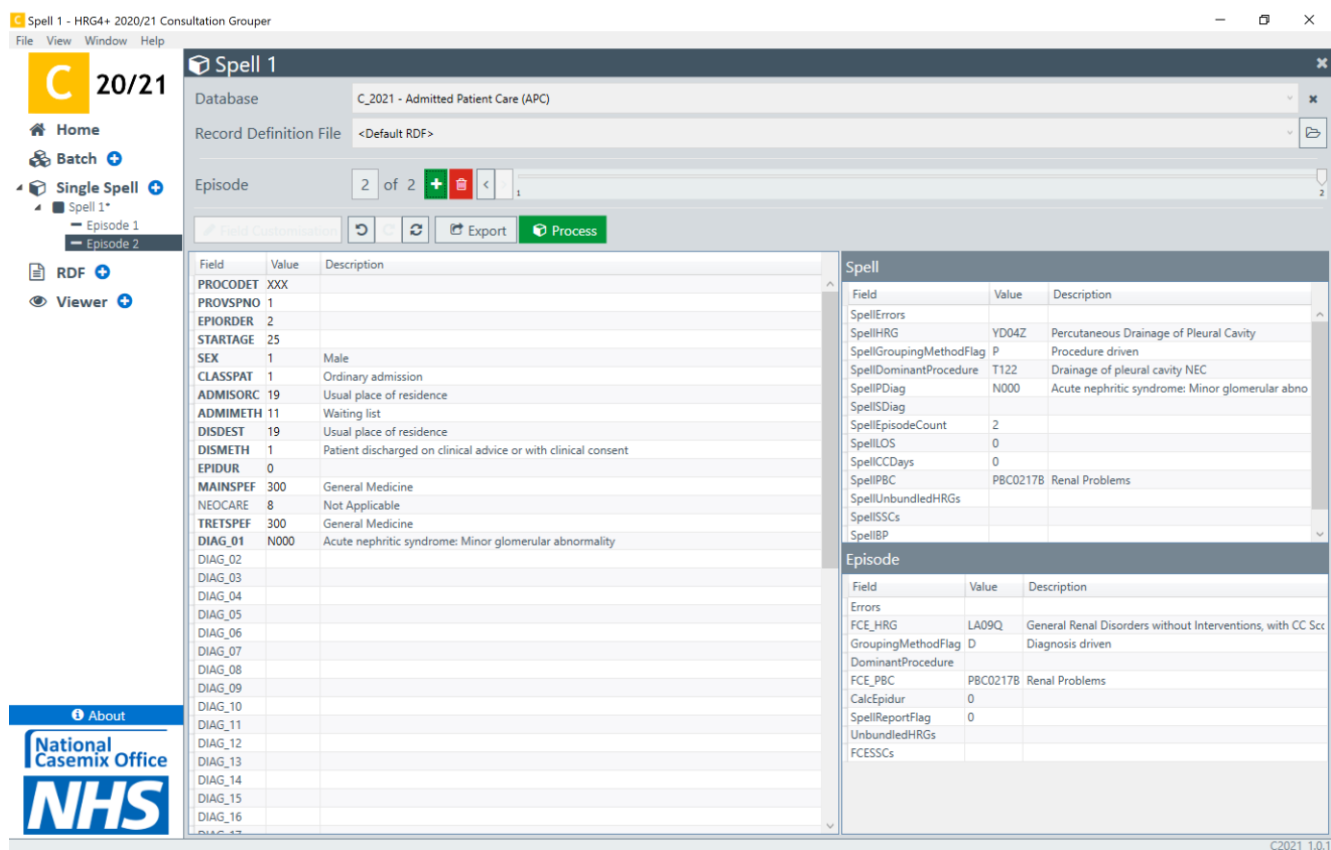 Spell 1 - HRG4+ 2020/21 Consultation Grouper
File View Window Help
C 20/21
Home
Batch
Single Spell
Spell 1*
Episode 1
Episode 2
RDF
Viewer
About
National
Casemix Office
NHS
Spell 1
Database C_2021 - Admitted Patient Care (APC)
Record Definition File <Default RDF>
Episode 2 of 2 1 2
Export Process
Field Value Description
PROCODET XXX
PROVSPNO 1
EPIORDER 2
STARTAGE 25
SEX 1 Male
CLASSPAT 1 Ordinary admission
ADMISORC 19 Usual place of residence
ADMIMETH 11 Waiting list
DISDEST 19 Usual place of residence
DISMETH 1 Patient discharged on clinical advice or with clinical consent
EPIDUR 0
MAINSPEF 300 General Medicine
NEOCARE 8 Not Applicable
TRETSPEF 300 General Medicine
DIAG_01 N000 Acute nephritic syndrome: Minor glomerular abnormality
DIAG_02
DIAG_03
DIAG_04
DIAG_05
DIAG_06
DIAG_07
DIAG_08
DIAG_09
DIAG_10
DIAG_11
DIAG_12
DIAG_13
DIAG_14
DIAG_15
DIAG_16
Spell
Field Value Description
SpellErrors
SpellHRG YD04Z Percutaneous Drainage of Pleural Cavity
SpellGroupingMethodFlag P Procedure driven
SpellDominantProcedure T122 Drainage of pleural cavity NEC
SpellPDiag N000 Acute nephritic syndrome: Minor glomerular abno
SpellSDiag
SpellEpisodeCount 2
SpellLOS 0
SpellCCDays 0
SpellPBC PBC0217B Renal Problems
SpellUnbundledHRGs
SpellSSCs
SpellBP
Episode
Field Value Description
Errors
FCE_HRG LA09Q General Renal Disorders without Interventions, with CC Scc
GroupingMethodFlag D Diagnosis driven
DominantProcedure
FCE_PBC PBC0217B Renal Problems
CalcEpidur 0
SpellReportFlag 0
UnbundledHRGs
FCESSCs
C2021 1.0.1